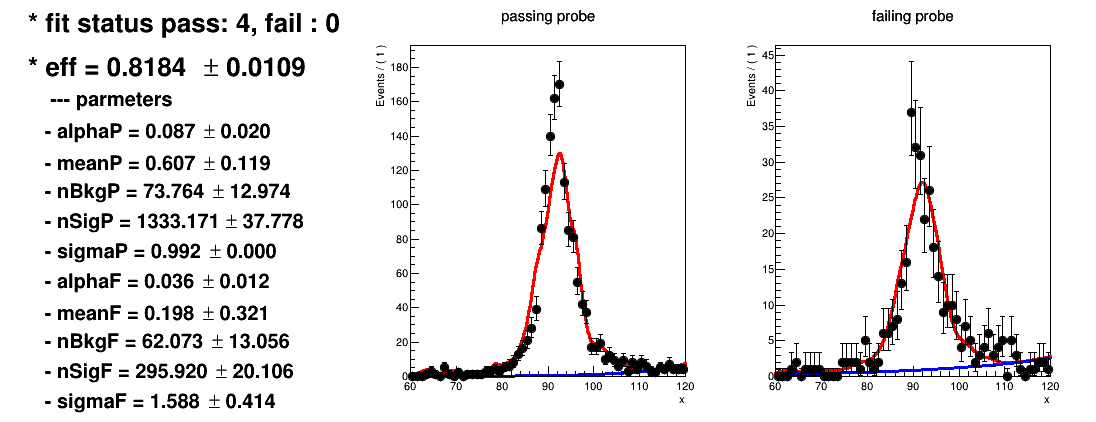 * fit status pass: 4, fail : 0
* eff = 0.8184 ± 0.0109
--- parmeters
- alphaP = 0.087 ± 0.020
- meanP = 0.607 ± 0.119
- nBkgP = 73.764 ± 12.974
- nSigP = 1333.171 ± 37.778
- sigmaP = 0.992 ± 0.000
- alphaF = 0.036 ± 0.012
- meanF = 0.198 ± 0.321
- nBkgF = 62.073 ± 13.056
- nSigF = 295.920 ± 20.106
- sigmaF = 1.588 ± 0.414
passing probe
Events / ( 1 )
180
160
140
120
100
80
60
40
20
0
60 70 80 90 100 110 120
x
failing probe
Events / ( 1 )
45
40
35
30
25
20
15
10
5
0
60 70 80 90 100 110 120
x